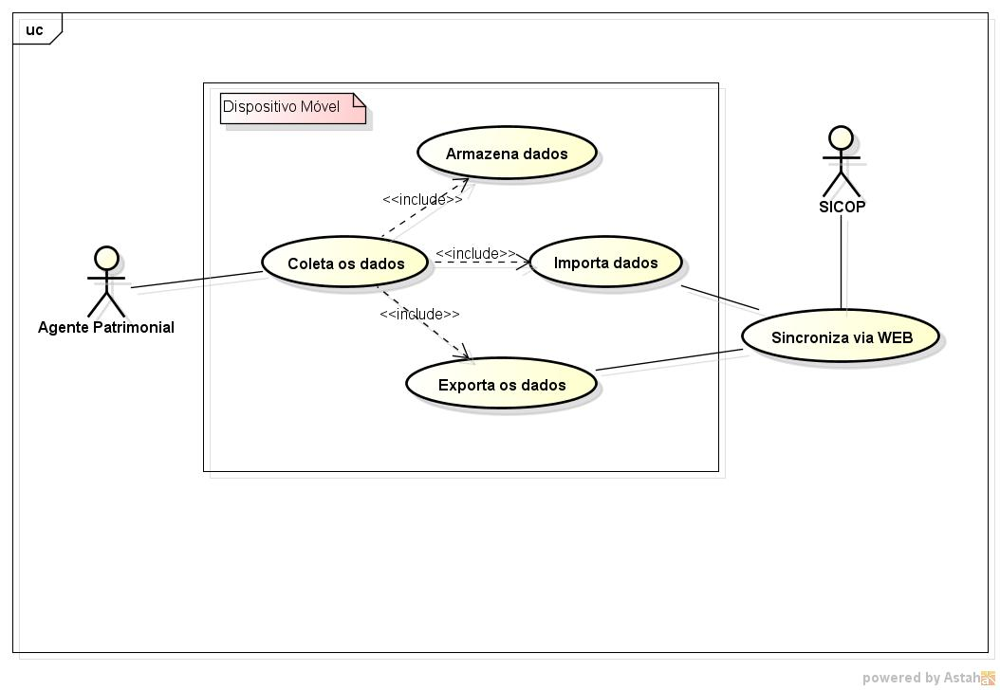 uc
Dispositivo Móvel
Armazena dados
<<include>>
SICOP
Coleta os dados
<<include>>
Importa dados
Agente Patrimonial
<<include>>
Sincroniza via WEB
Exporta os dados
powered by Astah